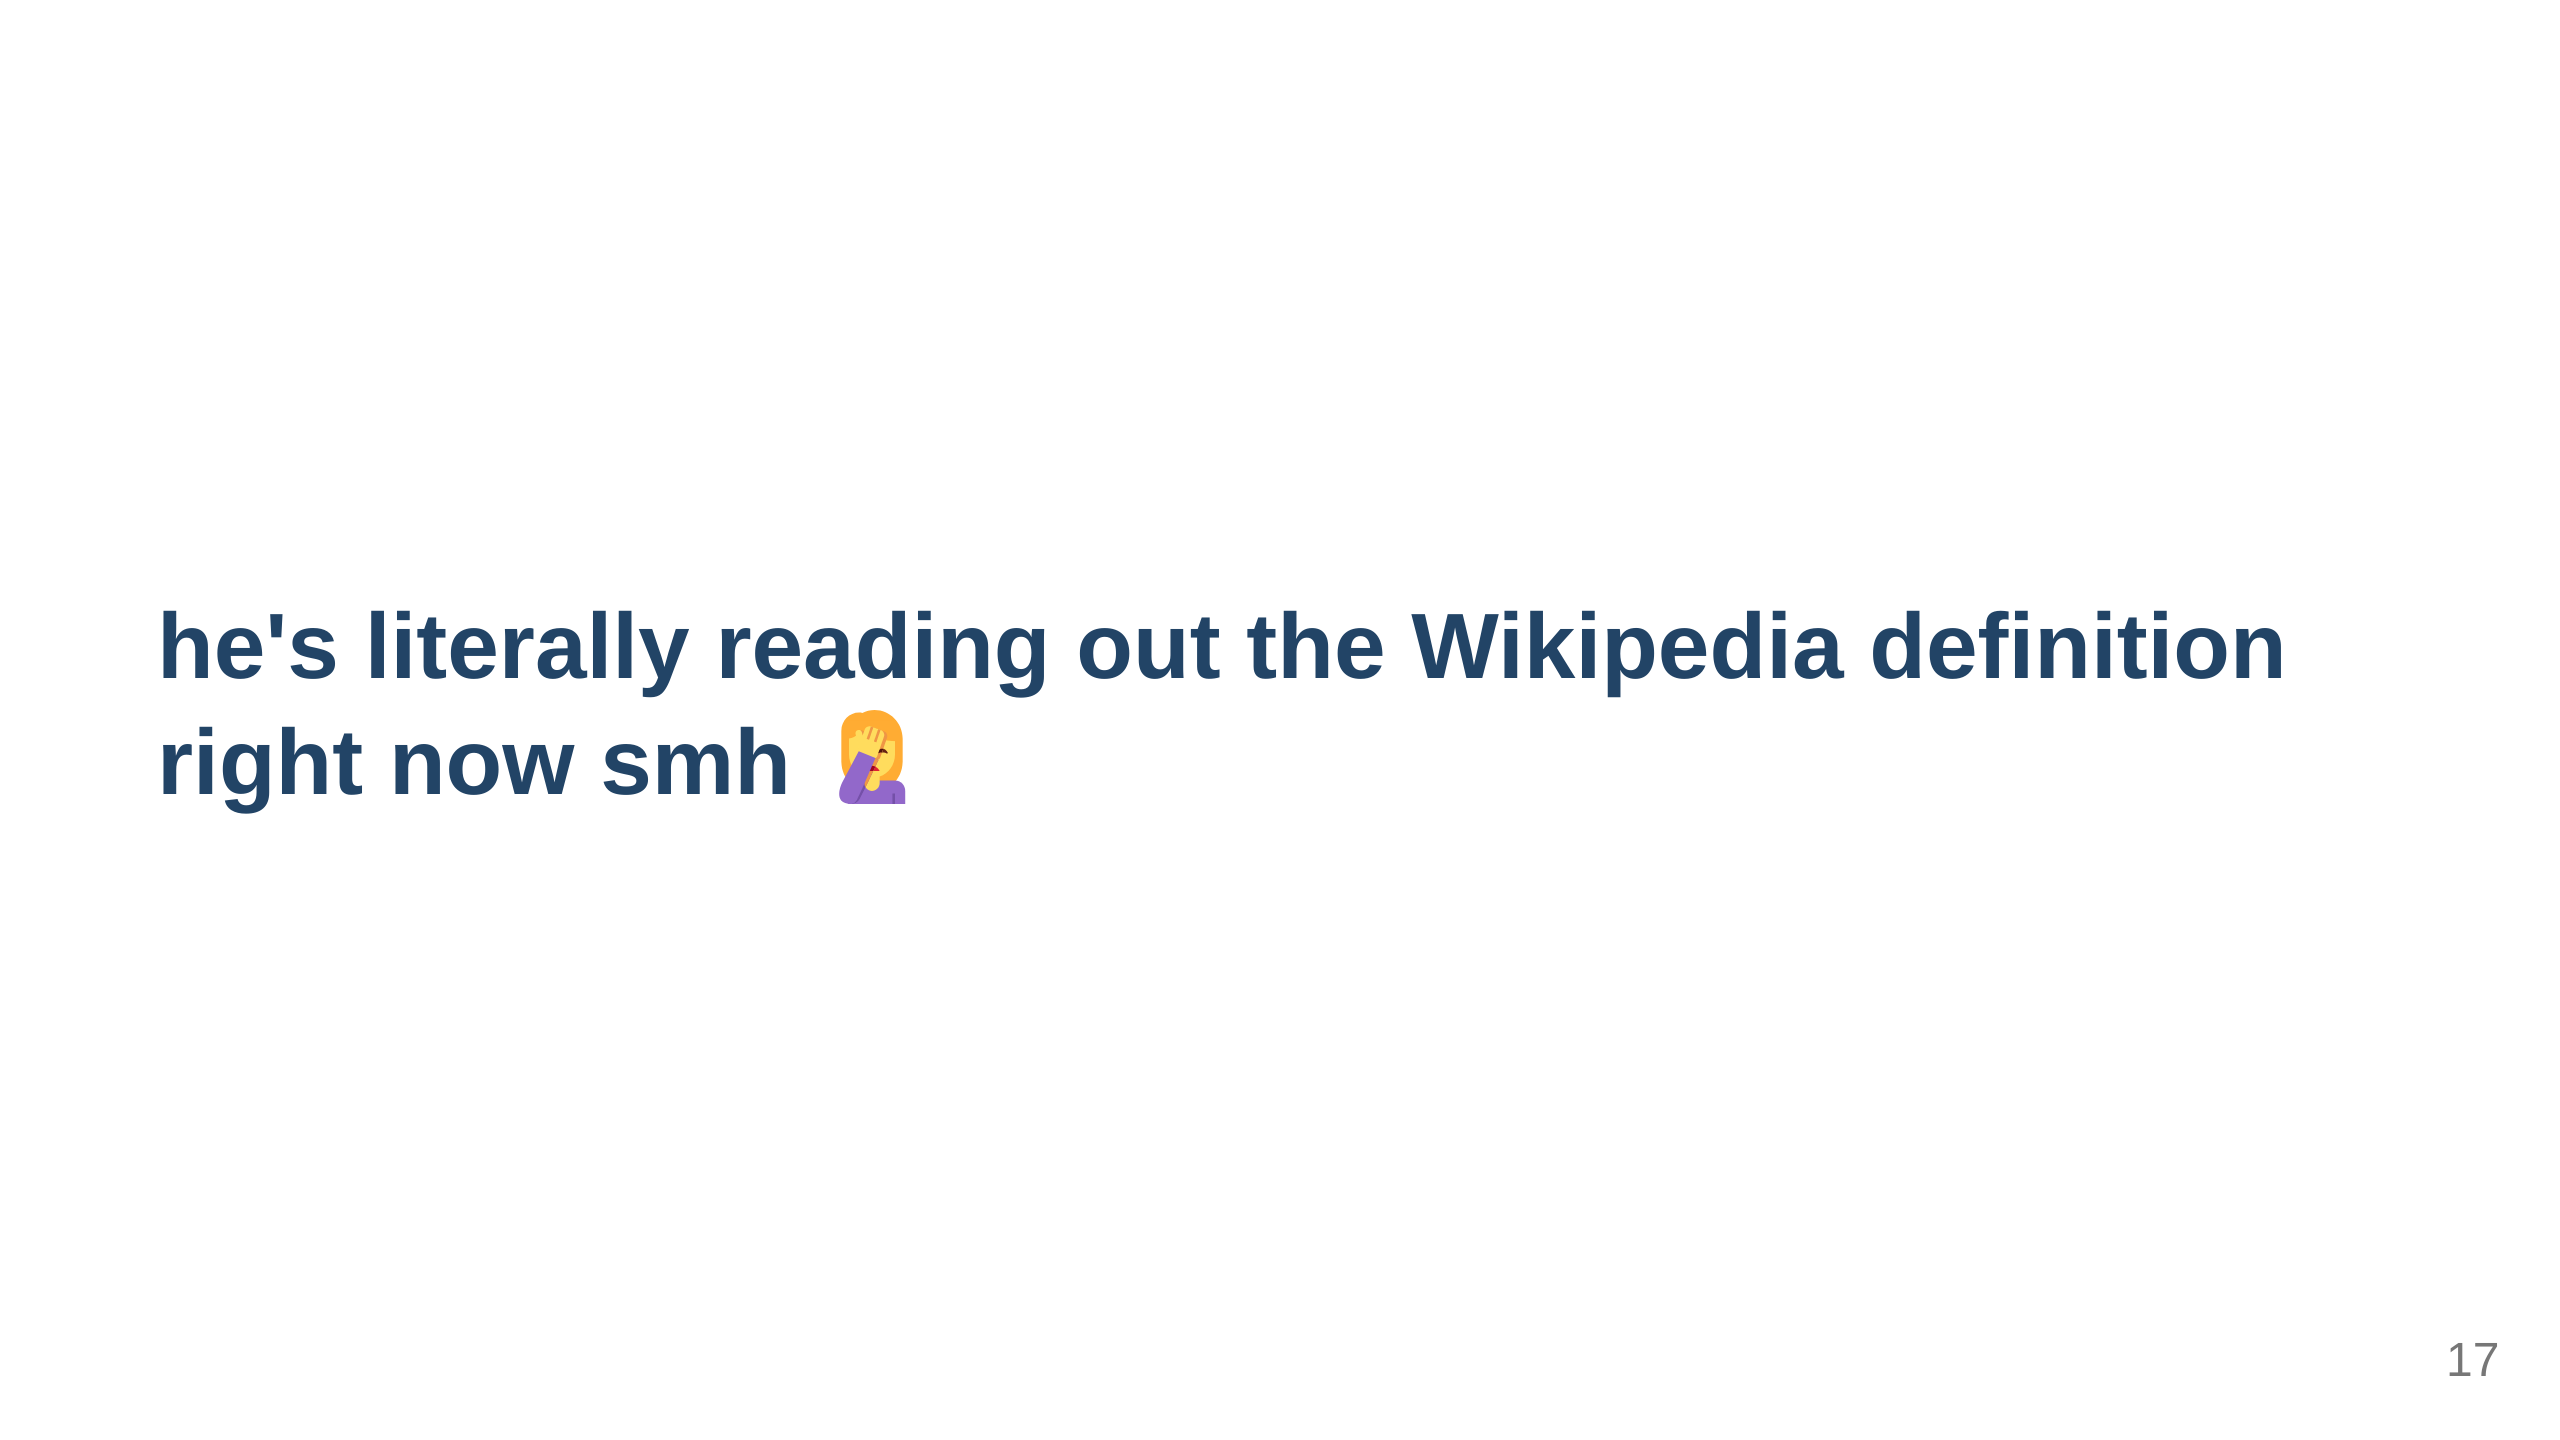 he's literally reading out the Wikipedia definition
right now smh 🤦‍♀️
17